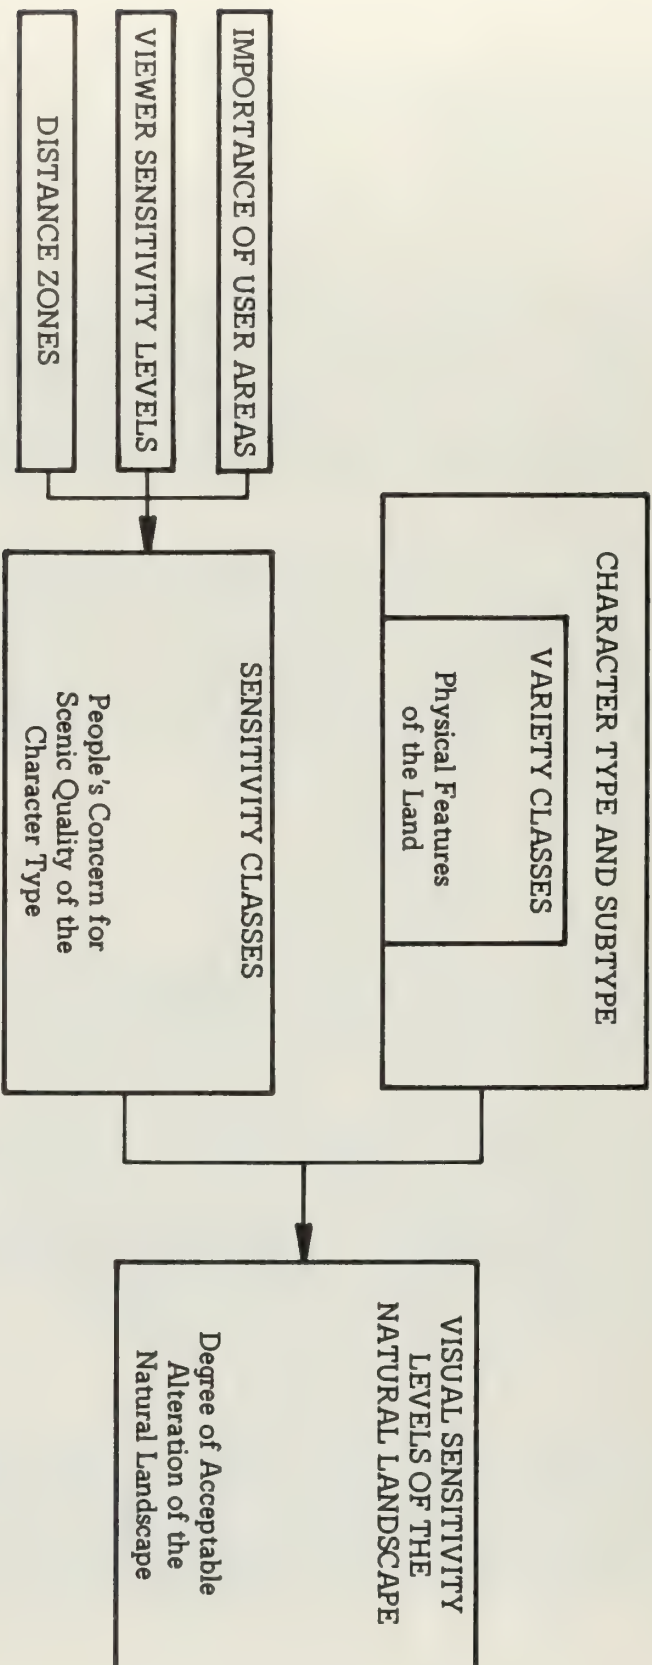 CHARACTER TYPE AND SUBTYPE
VARIETY CLASSES
Physical Features
of the Land
IMPORTANCE OF USER AREAS
VIEWER SENSITIVITY LEVELS
DISTANCE ZONES
SENSITIVITY CLASSES
People's Concern for
Scenic Quality of the
Character Type
VISUAL SENSITIVITY
LEVELS OF THE
NATURAL LANDSCAPE
Degree of Acceptable
Alteration of the
Natural Landscape